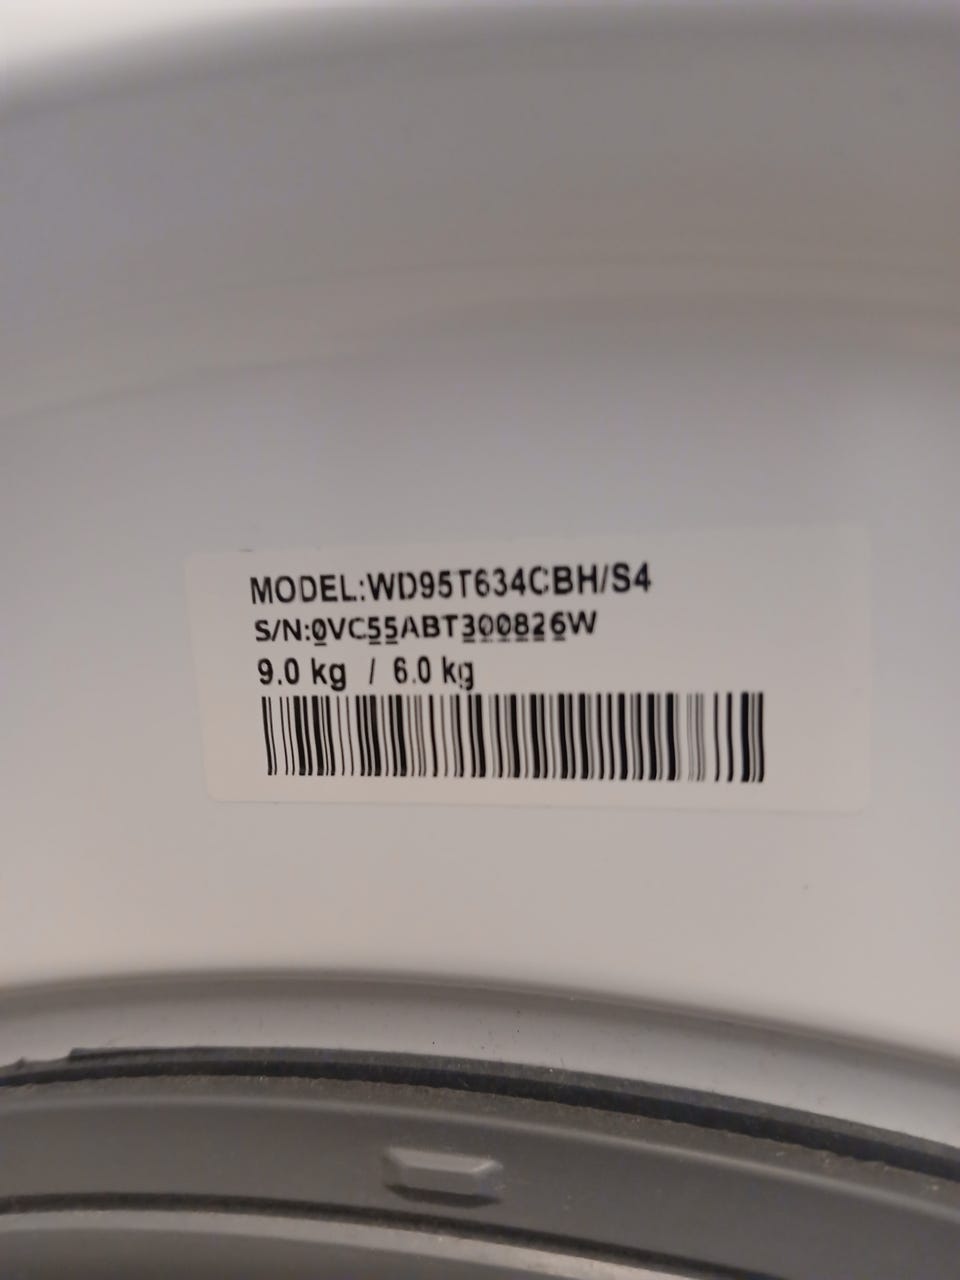 MODEL:WD95T634CBH/S4
S/N:0VC55ABT300826W
9.0 kg / 6.0 kg